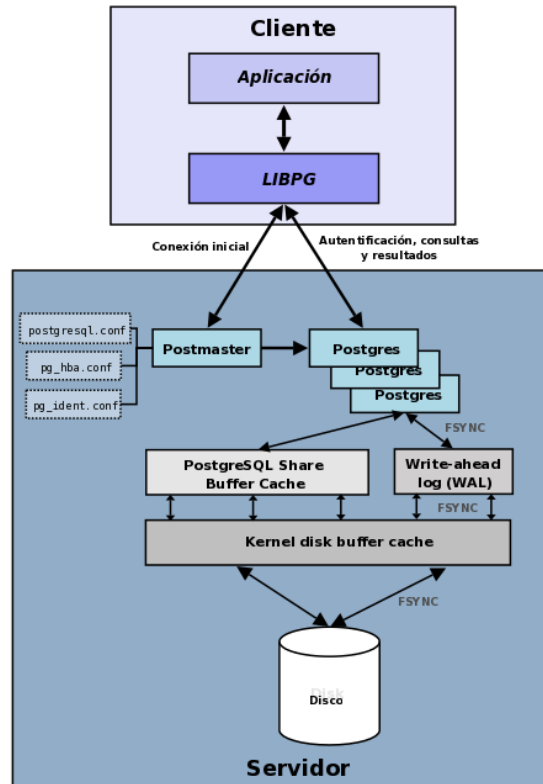 Cliente
Aplicación
LIBPG
Conexión inicial
Autentificación, consultas
y resultados
postgresql.conf
pg_hba.conf
pg_ident.conf
Postmaster
Postgres
Postgres
Postgres
FSYNC
PostgreSQL Share
Buffer Cache
Write-ahead
log (WAL)
FSYNC
Kernel disk buffer cache
FSYNC
Disk
Disco
Servidor